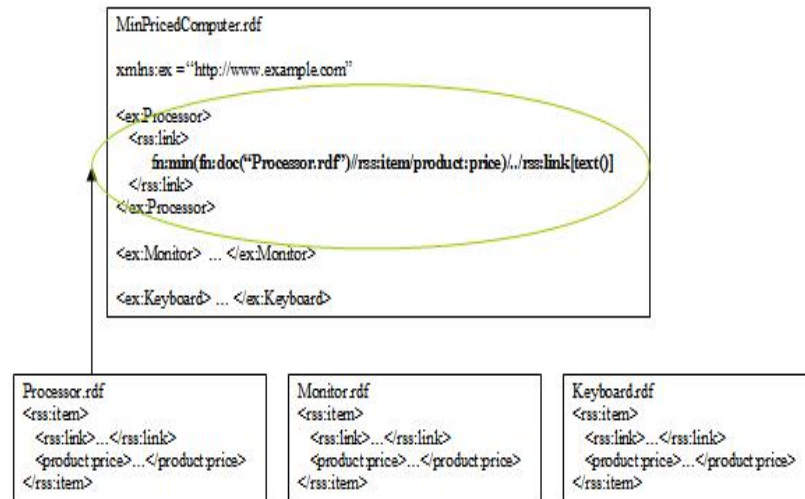 MinPricedComputer.rdf
xmlns:ex =“http://www.example.com”
<ex:Processor>
<rss:link>
fn:min(fn:doc(“Processor.rdf”)//rss:item/product:price)/../rss:link[text()]
</rss:link>
</ex:Processor>
<ex:Monitor> ... </ex:Monitor>
<ex:Keyboard> ... </ex:Keyboard>
Processor.rdf
<rss:item>
<rss:link>...</rss:link>
<product:price>...</product:price>
</rss:item>
Monitor.rdf
<rss:item>
<rss:link>...</rss:link>
<product:price>...</product:price>
</rss:item>
Keyboard.rdf
<rss:item>
<rss:link>...</rss:link>
<product:price>...</product:price>
</rss:item>